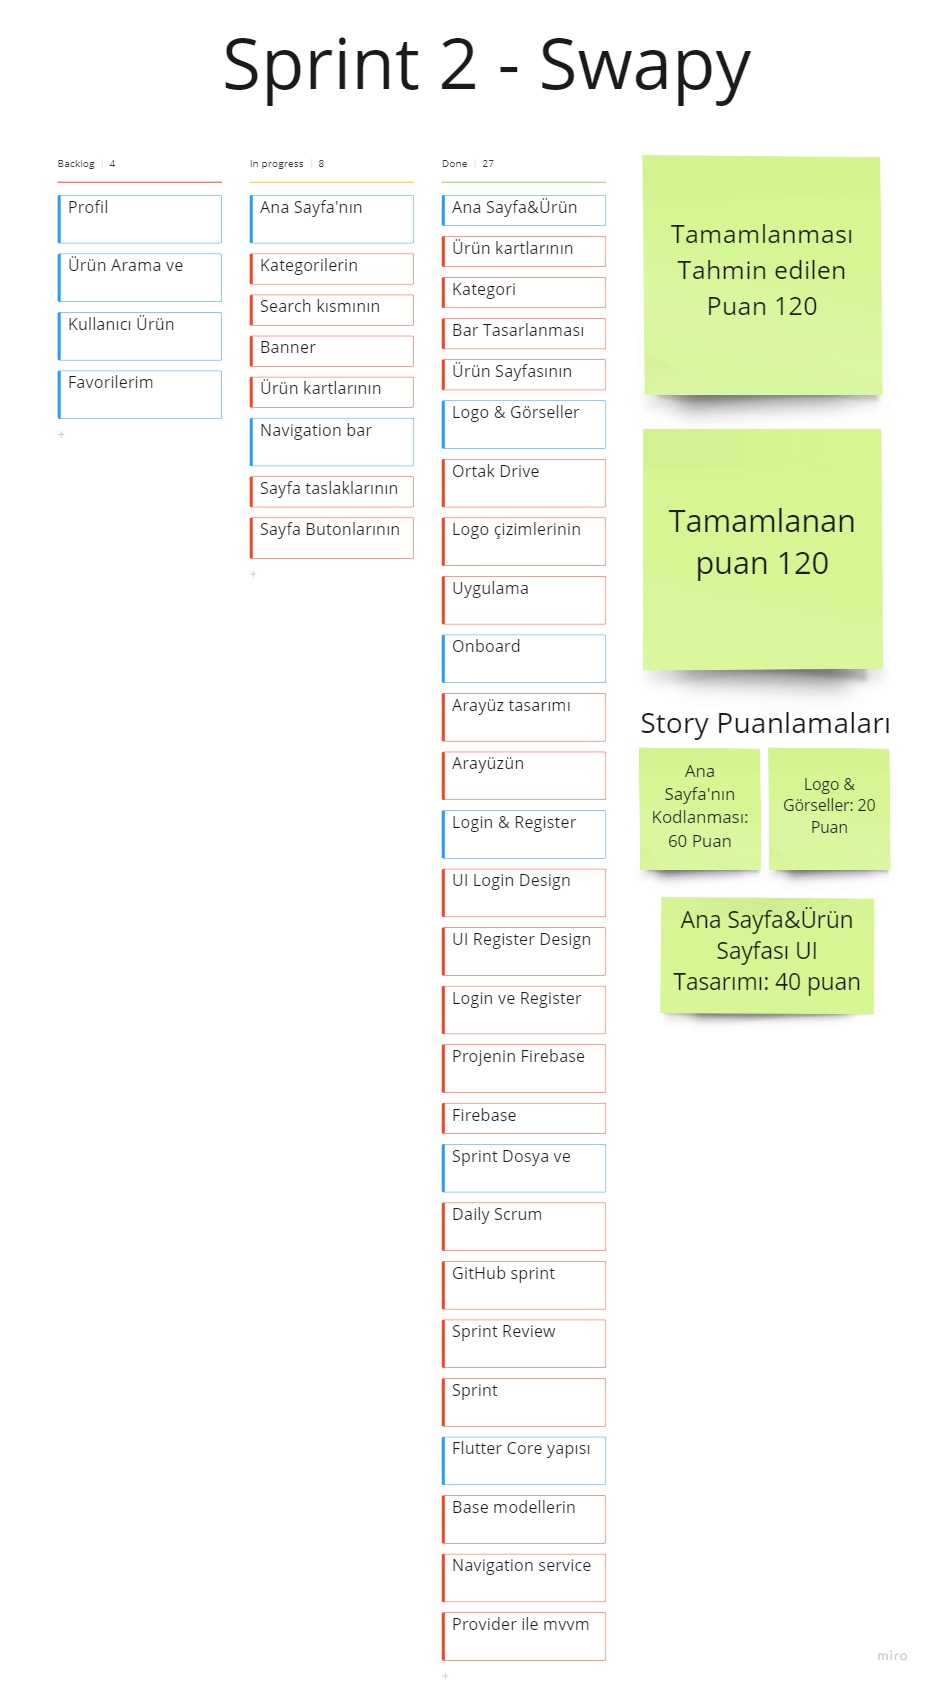 Sprint 2 - Swapy
Backlog 4
Profil
Ürün Arama ve
Kullanıcı Ürün
Favorilerim
+
In progress 8
Ana Sayfa'nın
Kategorilerin
Search kısmının
Banner
Ürün kartlarının
Navigation bar
Sayfa taslaklarının
Sayfa Butonlarının
+
Done 27
Ana Sayfa&Ürün
Ürün kartlarının
Kategori
Bar Tasarlanması
Ürün Sayfasının
Logo & Görseller
Ortak Drive
Logo çizimlerinin
Uygulama
Onboard
Arayüz tasarımı
Arayüzün
Login & Register
UI Login Design
UI Register Design
Login ve Register
Projenin Firebase
Firebase
Sprint Dosya ve
Daily Scrum
GitHub sprint
Sprint Review
Sprint
Flutter Core yapısı
Base modellerin
Navigation service
Provider ile mvvm
+
Tamamlanması
Tahmin edilen
Puan 120
Tamamlanan
puan 120
Story Puanlamaları
Ana
Sayfa'nın
Kodlanması:
60 Puan
Logo &
Görseller: 20
Puan
Ana Sayfa&Ürün
Sayfası UI
Tasarımı: 40 puan
miro